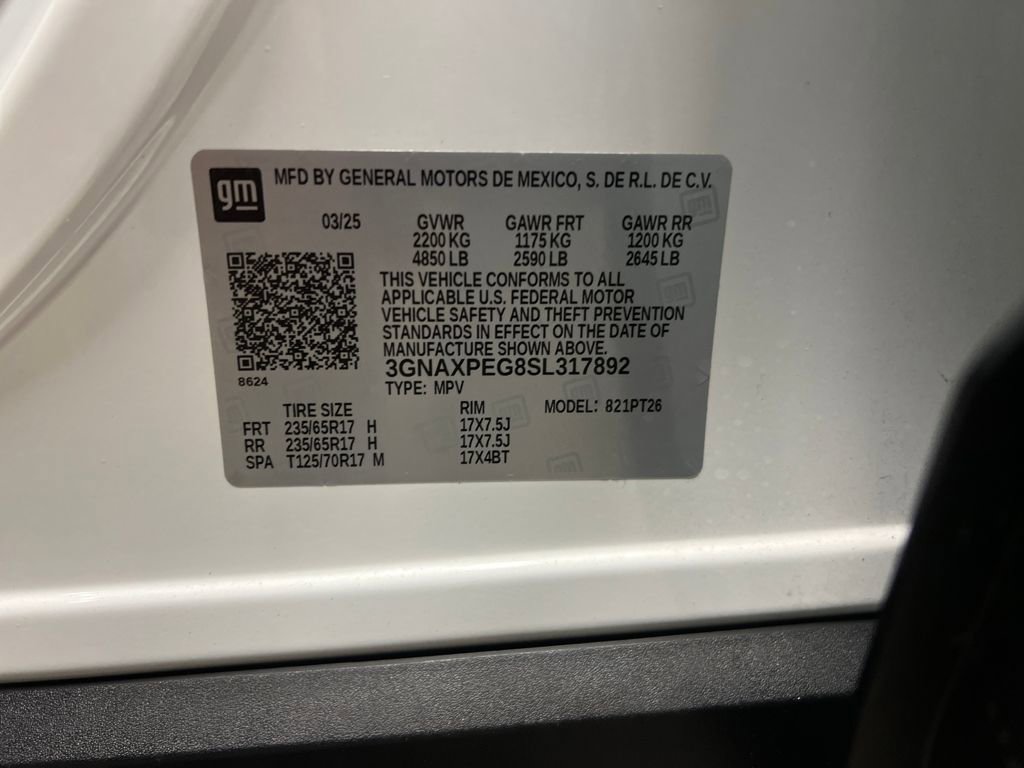 gm MFD BY GENERAL MOTORS DE MEXICO, S. DE R.L. DE C.V.
03/25 GVWR GAWR FRT GAWR RR
2200 KG 1175 KG 1200 KG
4850 LB 2590 LB 2645 LB
THIS VEHICLE CONFORMS TO ALL
APPLICABLE U.S. FEDERAL MOTOR
VEHICLE SAFETY AND THEFT PREVENTION
STANDARDS IN EFFECT ON THE DATE OF
MANUFACTURE SHOWN ABOVE.
3GNAXPEG8SL317892
8624
TYPE: MPV
TIRE SIZE RIM MODEL: 821PT26
FRT 235/65R17 H 17X7.5J
RR 235/65R17 H 17X7.5J
SPA T125/70R17 M 17X4BT